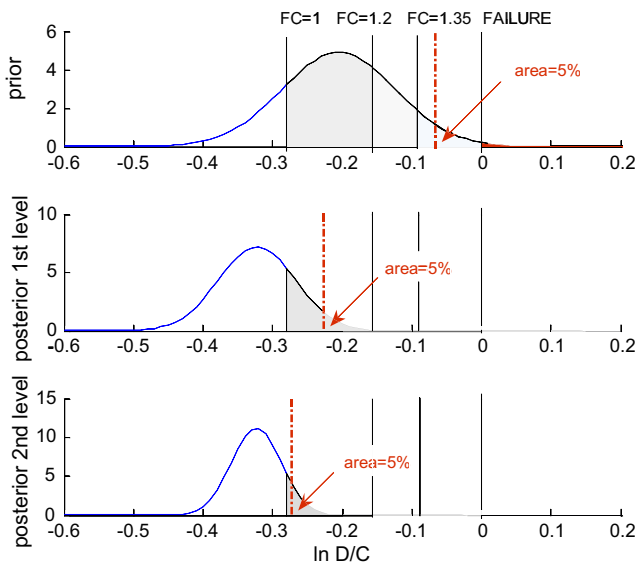 FC=1 FC=1.2 FC=1.35 FAILURE
6
4
2
0
prior
area=5%
-0.6 -0.5 -0.4 -0.3 -0.2 -0.1 0 0.1 0.2
10
5
0
posterior 1st level
area=5%
-0.6 -0.5 -0.4 -0.3 -0.2 -0.1 0 0.1 0.2
15
10
5
0
posterior 2nd level
area=5%
-0.6 -0.5 -0.4 -0.3 -0.2 -0.1 0 0.1 0.2
ln D/C